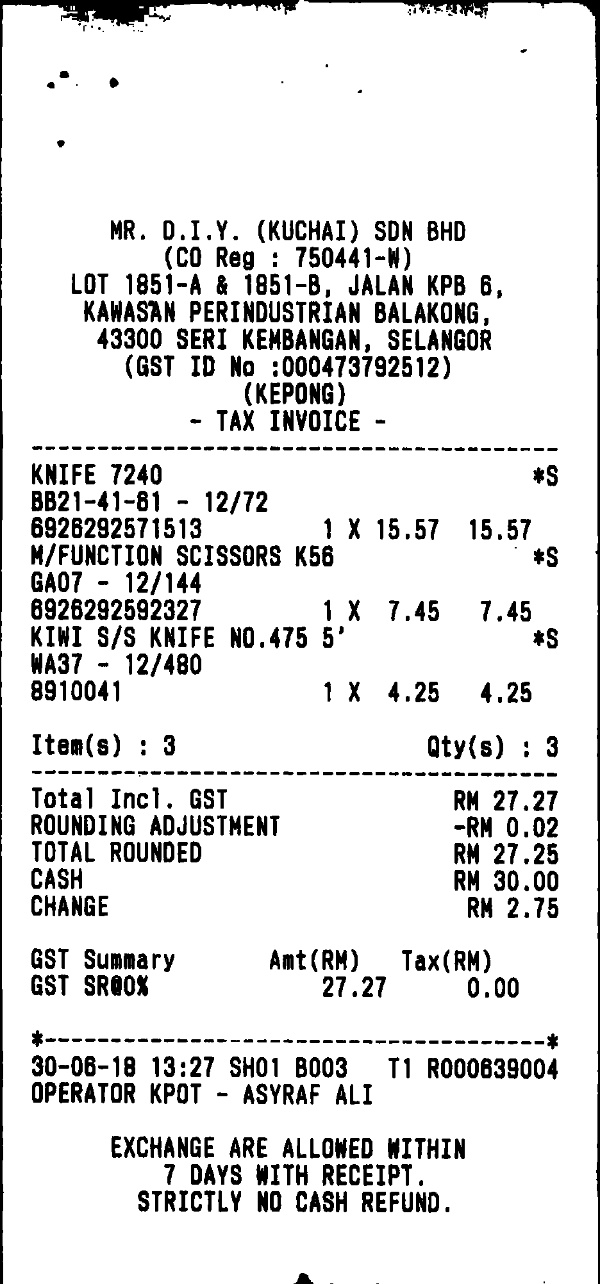 MR. D.I.Y. (KUCHAI) SDN BHD
(CO Reg : 750441-W)
LOT 1851-A & 1851-B, JALAN KPB 6,
KAWASAN PERINDUSTRIAN BALAKONG,
43300 SERI KEMBANGAN, SELANGOR
(GST ID No :000473792512)
(KEPONG)
- TAX INVOICE -
KNIFE 7240 *S
BB21-41-61 - 12/72
6926292571513 1 X 15.57 15.57
M/FUNCTION SCISSORS K56 *S
GA07 - 12/144
6926292592327 1 X 7.45 7.45
KIWI S/S KNIFE NO.475 5' *S
WA37 - 12/480
8910041 1 X 4.25 4.25
Item(s) : 3 Qty(s) : 3
Total Incl. GST RM 27.27
ROUNDING ADJUSTMENT -RM 0.02
TOTAL ROUNDED RM 27.25
CASH RM 30.00
CHANGE RM 2.75
GST Summary Amt(RM) Tax(RM)
GST SR@0% 27.27 0.00
*--------------------------------------*
30-06-18 13:27 SH01 B003 T1 R000639004
OPERATOR KPOT - ASYRAF ALI
EXCHANGE ARE ALLOWED WITHIN
7 DAYS WITH RECEIPT.
STRICTLY NO CASH REFUND.